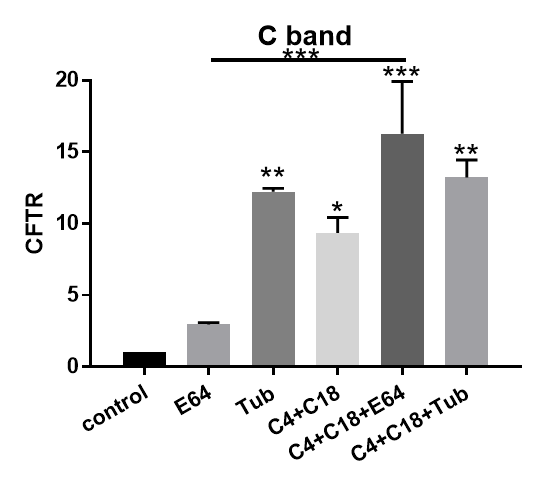 C band
***
***
20
15
10
5
0
CFTR
**
*
**
control
E64
Tub
C4+C18
C4+C18+E64
C4+C18+Tub